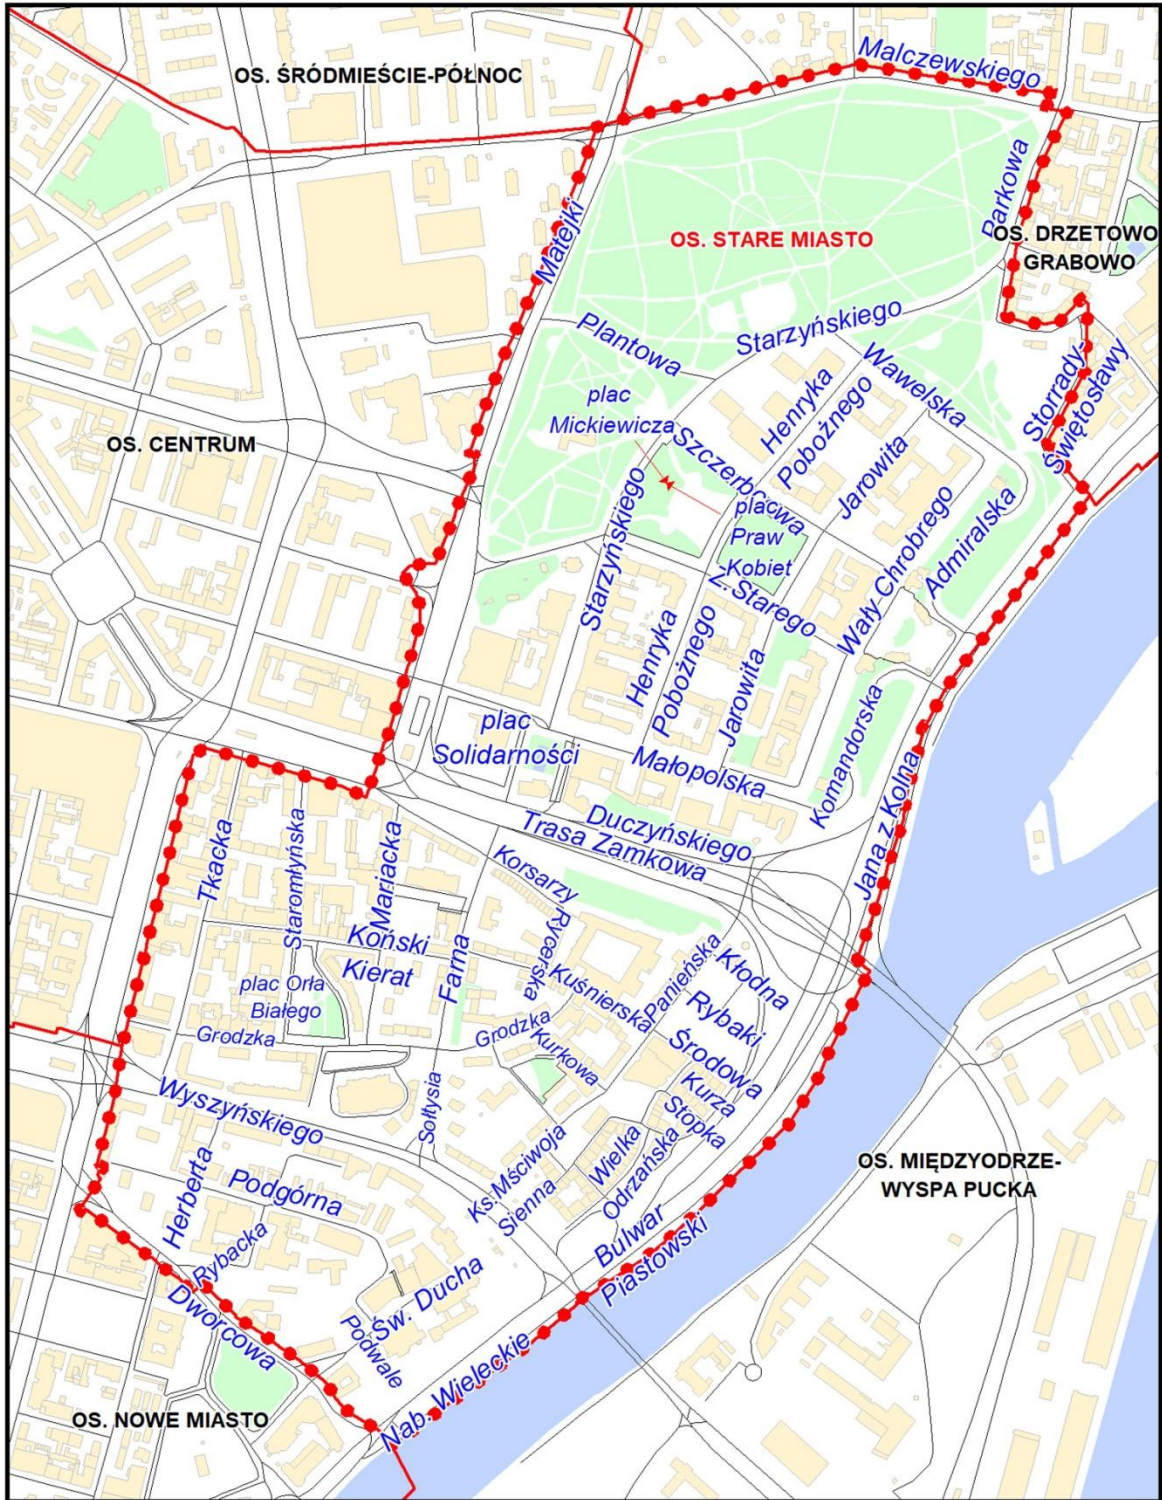 Malczewskiego
OS. ŚRÓDMIEŚCIE-PÓŁNOC
Parkowa
Matejki
OS. STARE MIASTO
OS. DRZETOWO
GRABOWO
Plantowa
Starzyńskiego
Wawelska
Storrady-
Świętosławy
plac
Mickiewicza
Henryka
Pobożnego
OS. CENTRUM
Szczerbcowa
Jarowita
Starzyńskiego
plac
Praw
Kobiet
Wały Chrobrego
Admiralska
Z. Starego
Henryka
Pobożnego
Jarowita
plac
Solidarności
Małopolska
Komandorska
Jana z Kolna
Duczyńskiego
Trasa Zamkowa
Tkacka
Staromłyńska
Mariacka
Korsarzy
Rycerska
Koński
Kierat
Farna
Kuśnierska
Panieńska
Kłodna
plac Orła
Białego
Rybaki
Grodzka
Grodzka
Kurkowa
Środowa
Kurza
Stopka
Wyszyńskiego
Sołtysia
Ks.Mściwoja
Wielka
Odrzańska
OS. MIĘDZYODRZE-
WYSPA PUCKA
Herberta
Podgórna
Sienna
Rybacka
Bulwar
Piastowski
Św. Ducha
Dworcowa
Podwale
Nab. Wieleckie
OS. NOWE MIASTO